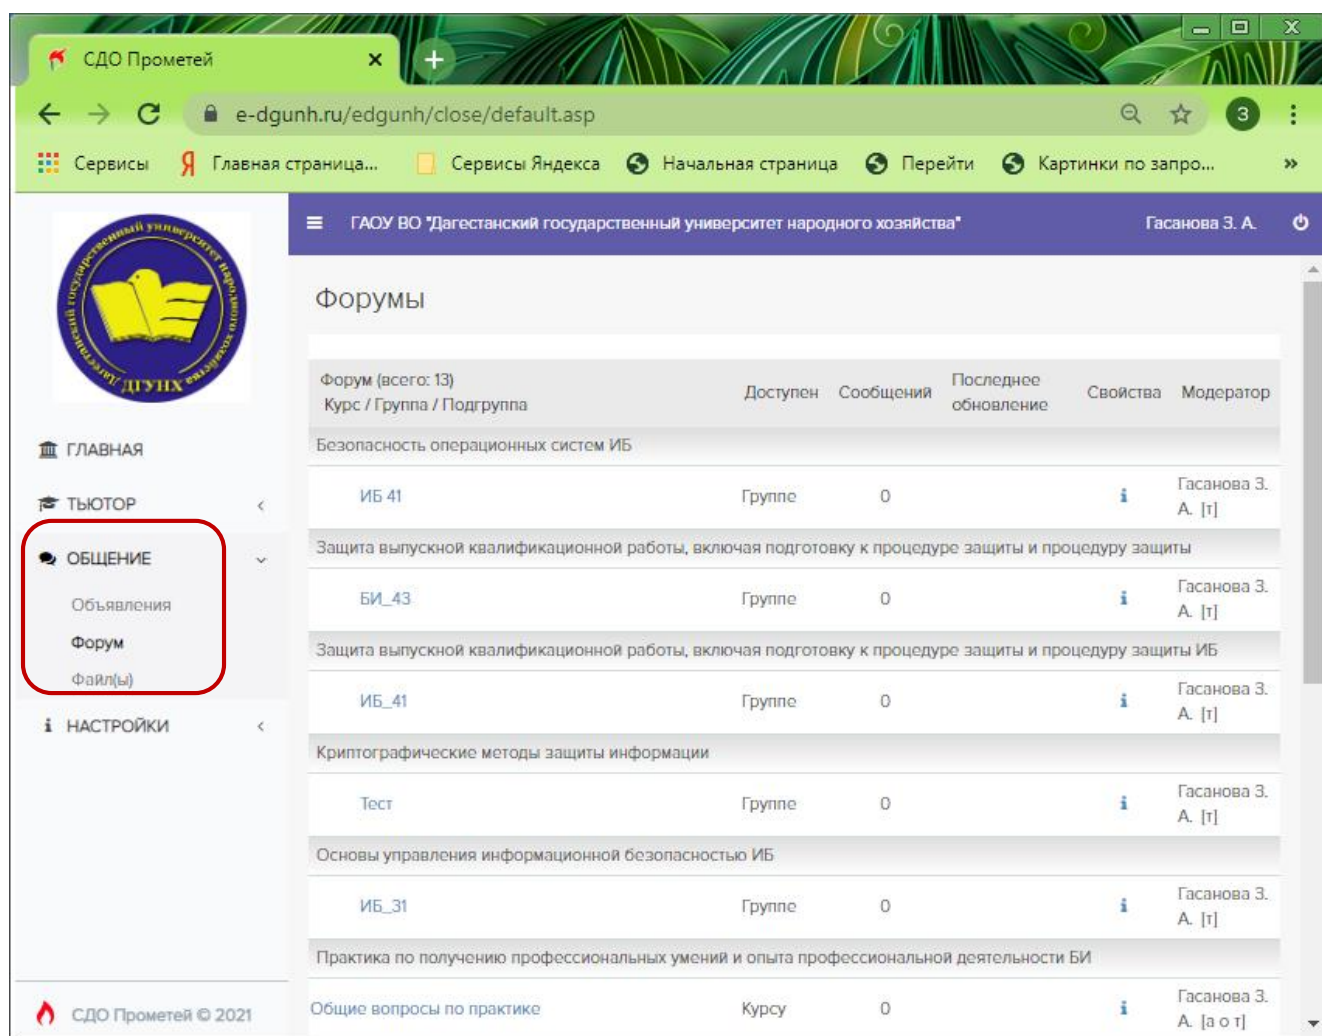 СДО Прометей
e-dgunh.ru/edgunh/close/default.asp
З
Сервисы Главная страница... Сервисы Яндекса Начальная страница Перейти Картинки по запро... »
Дагестанский государственный университет народного хозяйства
ДГУНХ
ГАОУ ВО "Дагестанский государственный университет народного хозяйства" Гасанова З. А.
ГЛАВНАЯ
ТЬЮТОР
ОБЩЕНИЕ
Объявления
Форум
Файл(ы)
НАСТРОЙКИ
СДО Прометей © 2021
Форумы
Форум (всего: 13)
Курс / Группа / Подгруппа
Доступен Сообщений Последнее
обновление
Свойства Модератор
Безопасность операционных систем ИБ
ИБ 41 Группе 0 Гасанова З.
А. [т]
Защита выпускной квалификационной работы, включая подготовку к процедуре защиты и процедуру защиты
БИ_43 Группе 0 Гасанова З.
А. [т]
Защита выпускной квалификационной работы, включая подготовку к процедуре защиты и процедуру защиты ИБ
ИБ_41 Группе 0 Гасанова З.
А. [т]
Криптографические методы защиты информации
Тест Группе 0 Гасанова З.
А. [т]
Основы управления информационной безопасностью ИБ
ИБ_31 Группе 0 Гасанова З.
А. [т]
Практика по получению профессиональных умений и опыта профессиональной деятельности БИ
Общие вопросы по практике Курсу 0 Гасанова З.
А. [а о т]